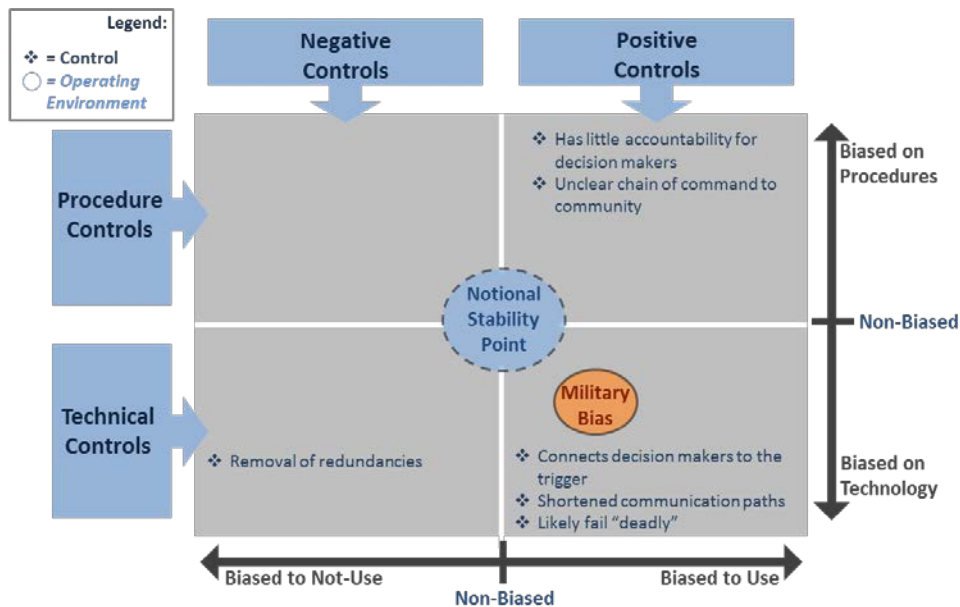 Legend:
❖ = Control
= Operating
Environment
Negative
Controls
Positive
Controls
Procedure
Controls
❖ Has little accountability for
decision makers
❖ Unclear chain of command to
community
Biased on
Procedures
Notional
Stability
Point
Non-Biased
Technical
Controls
❖ Removal of redundancies
Military
Bias
❖ Connects decision makers to the
trigger
❖ Shortened communication paths
❖ Likely fail “deadly”
Biased on
Technology
Biased to Not-Use
Biased to Use
Non-Biased